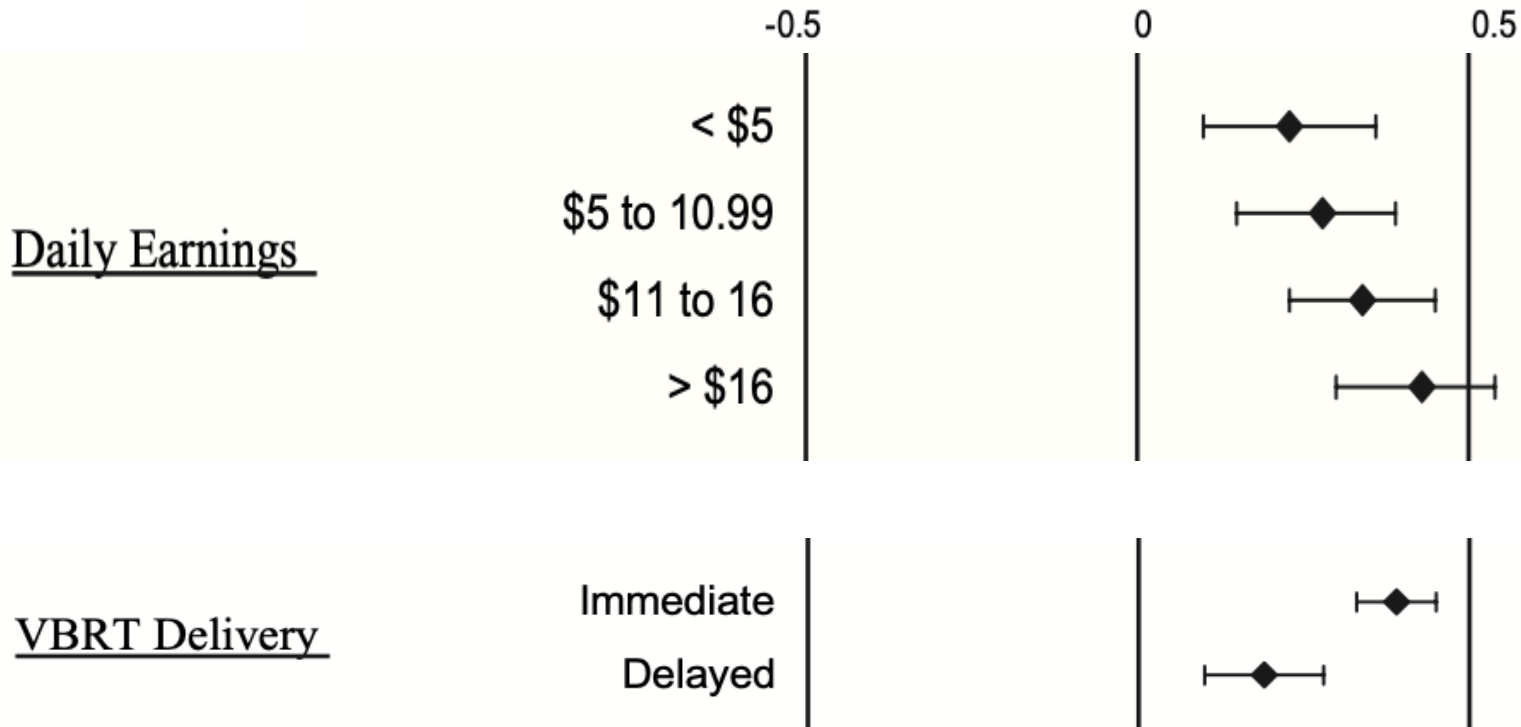 -0.5 0 0.5
< $5
$5 to 10.99
Daily Earnings
$11 to 16
> $16
Immediate
VBRT Delivery
Delayed